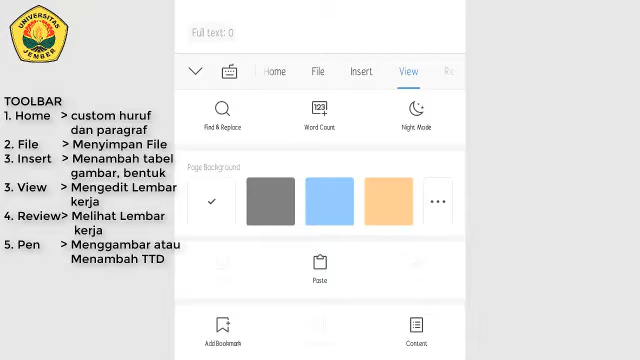 UNIVERSITAS
JEMBER
TOOLBAR
1. Home > custom huruf
dan paragraf
2. File > Menyimpan File
3. Insert > Menambah tabel
gambar, bentuk
3. View > Mengedit Lembar
kerja
4. Review> Melihat Lembar
kerja
5. Pen > Menggambar atau
Menambah TTD
Full text: 0
Home File Insert View Re
Find & Replace Word Count Night Mode
123
Page Background
Paste
Add Bookmark Content